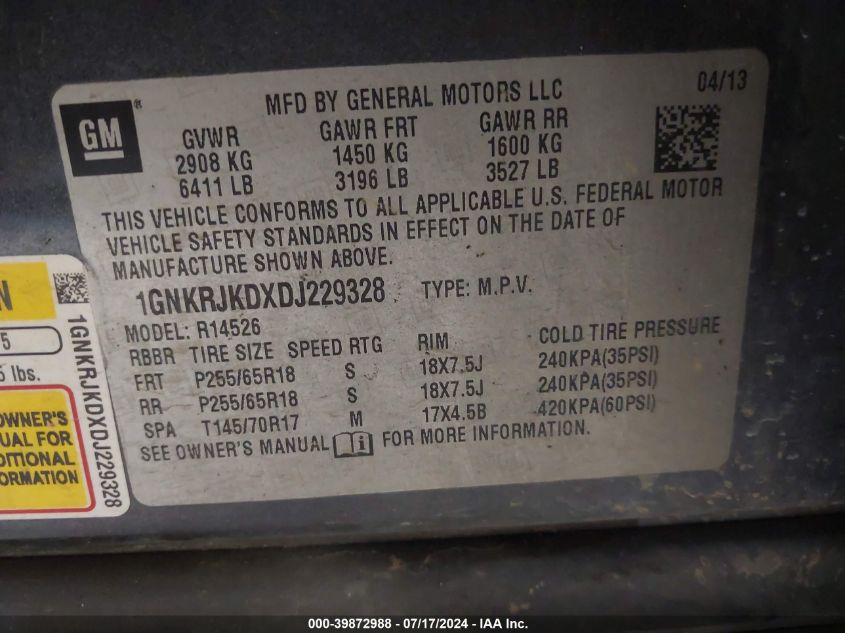 GM
®
MFD BY GENERAL MOTORS LLC
04/13
GVWR GAWR FRT GAWR RR
2908 KG 1450 KG 1600 KG
6411 LB 3196 LB 3527 LB
THIS VEHICLE CONFORMS TO ALL APPLICABLE U.S. FEDERAL MOTOR
VEHICLE SAFETY STANDARDS IN EFFECT ON THE DATE OF
MANUFACTURE SHOWN ABOVE.
1GNKRJKDXDJ229328 TYPE: M.P.V.
MODEL: R14526
RBBR TIRE SIZE SPEED RTG RIM COLD TIRE PRESSURE
FRT P255/65R18 S 18X7.5J 240KPA(35PSI)
RR P255/65R18 S 18X7.5J 240KPA(35PSI)
SPA T145/70R17 M 17X4.5B 420KPA(60PSI)
SEE OWNER'S MANUAL i FOR MORE INFORMATION.
N
5
lbs.
OWNER'S
UAL FOR
DITIONAL
ORMATION
1GNKRJKDXDJ229328
000-39872988 - 07/17/2024 - IAAI Inc.